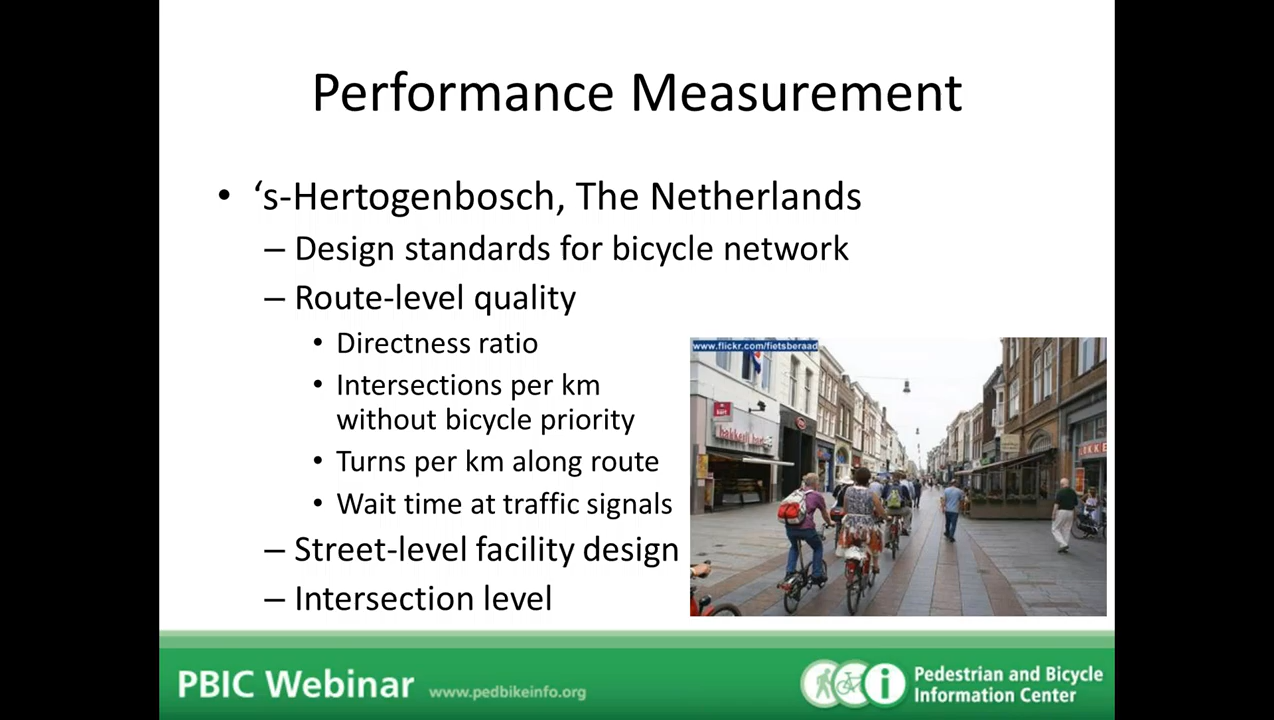 Performance Measurement
• ‘s-Hertogenbosch, The Netherlands
– Design standards for bicycle network
– Route-level quality
• Directness ratio
• Intersections per km
without bicycle priority
• Turns per km along route
• Wait time at traffic signals
– Street-level facility design
– Intersection level
www.flickr.com/fietsberaad
PBIC Webinar www.pedbikeinfo.org
Pedestrian and Bicycle
Information Center